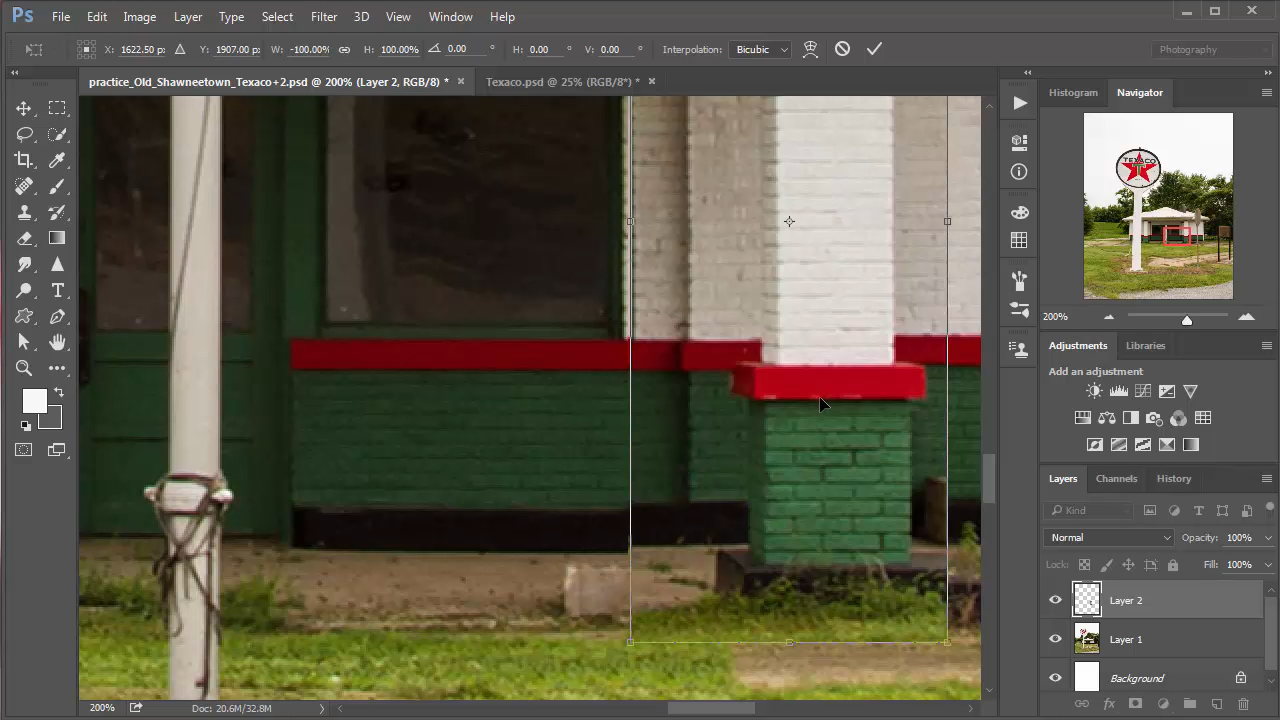 Ps File Edit Image Layer Type Select Filter 3D View Window Help
X: 1622.50 p: Y: 1907.00 p: W: -100.00% H: 100.00% 0.00 ° H: 0.00 ° V: 0.00 ° Interpolation: Bicubic Photography
practice_Old_Shawneetown_Texaco+2.psd @ 200% (Layer 2, RGB/8) * Texaco.psd @ 25% (RGB/8*) *
Histogram Navigator
TEXACO
200%
Adjustments Libraries
Add an adjustment
Layers Channels History
Kind
Normal Opacity: 100%
Lock: Fill: 100%
Layer 2
Layer 1
Background
200% Doc: 20.6M/32.8M